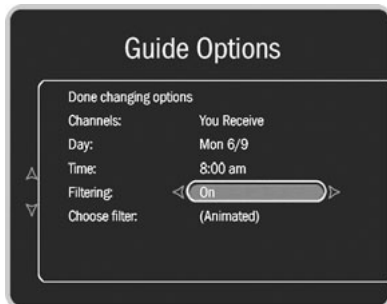 Guide Options
Done changing options
Channels: You Receive
Day: Mon 6/9
Time: 8:00 am
Filtering: On
Choose filter: (Animated)